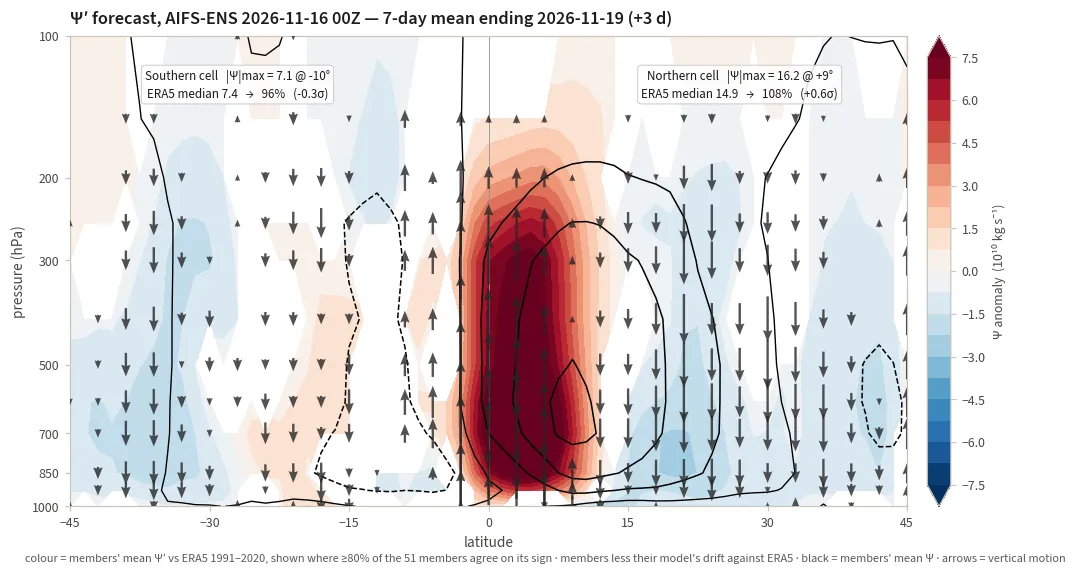 Ψ′ forecast, AIFS-ENS 2026-11-16 00Z — 7-day mean ending 2026-11-19 (+3 d)
Southern cell |Ψ|max = 7.1 @ -10°
ERA5 median 7.4 → 96% (-0.3σ)
Northern cell |Ψ|max = 16.2 @ +9°
ERA5 median 14.9 → 108% (+0.6σ)
100
200
300
400
500
700
850
1000
pressure (hPa)
−45
−30
−15
0
15
30
45
latitude
7.5
6.0
4.5
3.0
1.5
0.0
−1.5
−3.0
−4.5
−6.0
−7.5
Ψ anomaly (10¹⁰ kg s⁻¹)
colour = members' mean Ψ′ vs ERA5 1991–2020, shown where ≥80% of the 51 members agree on its sign · members less their model's drift against ERA5 · black = members' mean Ψ · arrows = vertical motion